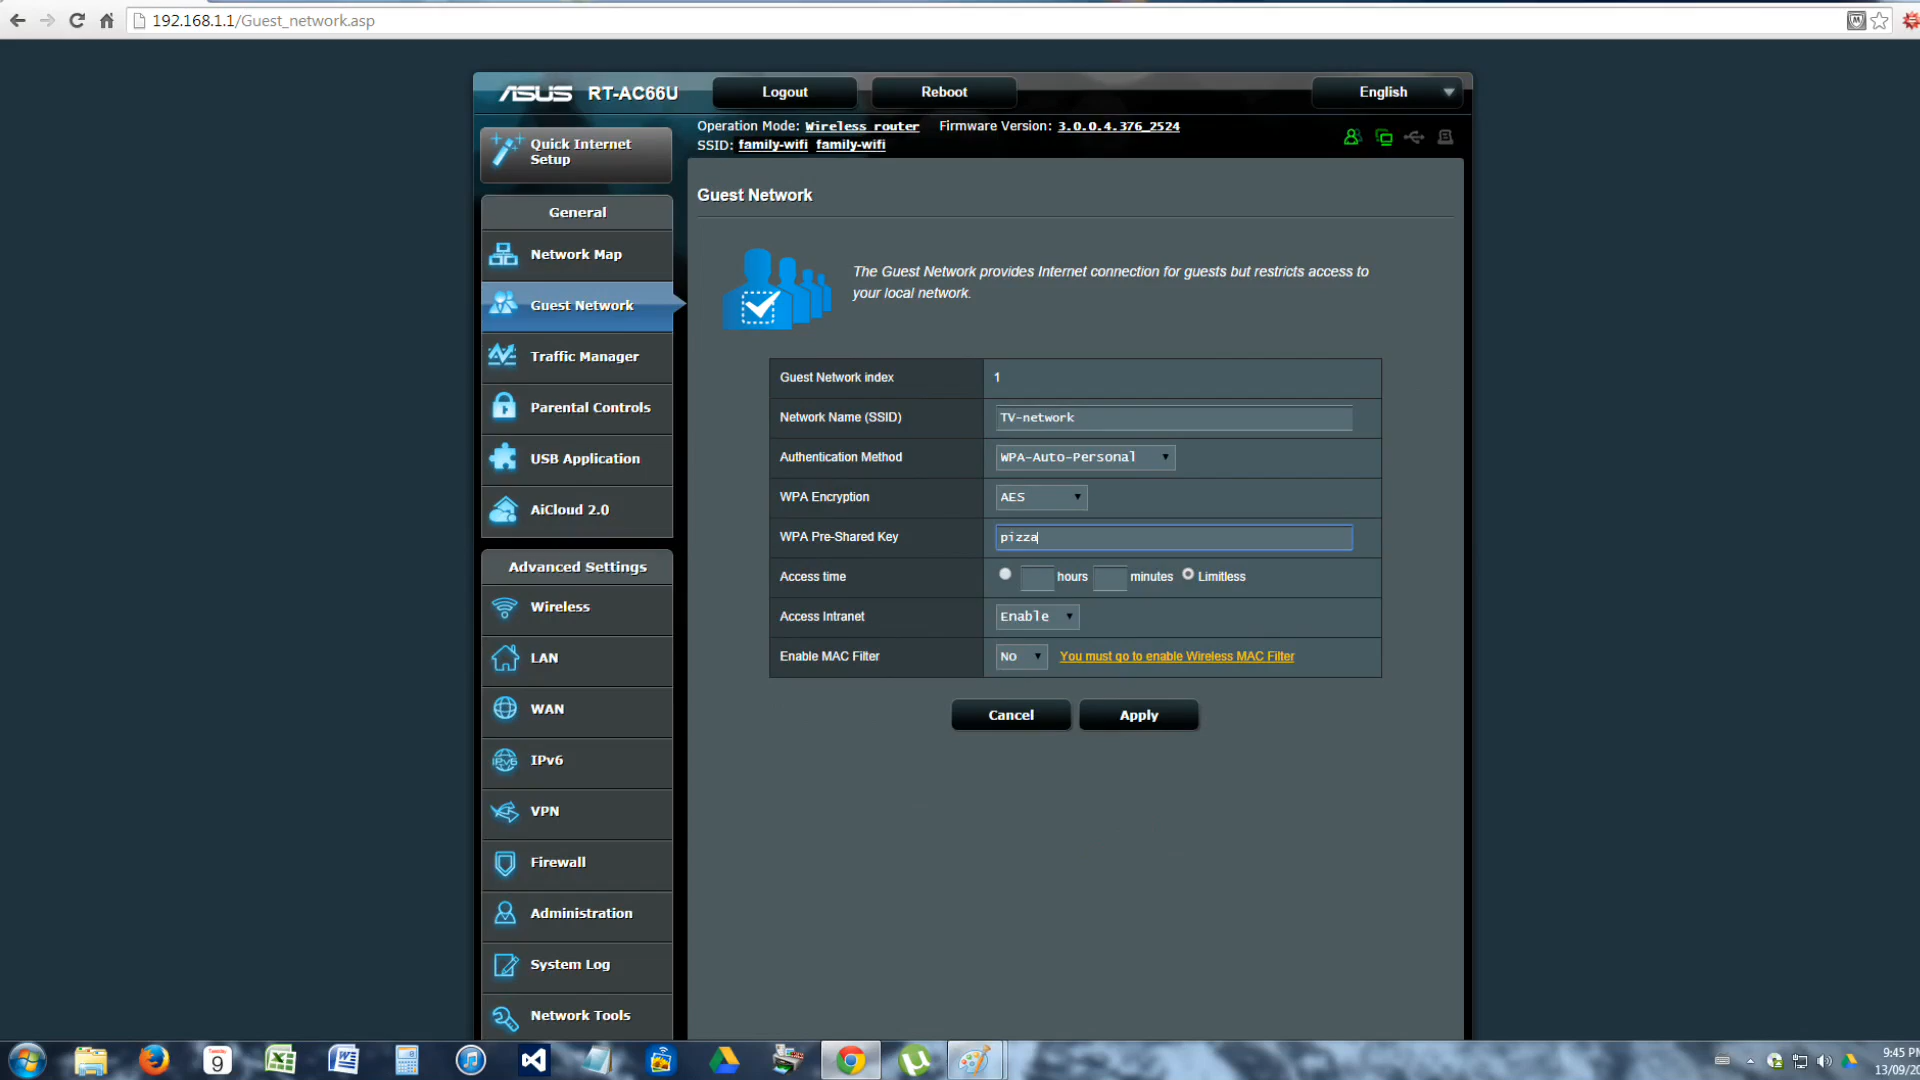 192.168.1.1/Guest_network.asp
ASUS RT-AC66U Logout Reboot English
Operation Mode: Wireless router Firmware Version: 3.0.0.4.376_2524
SSID: family-wifi family-wifi
Quick Internet
Setup
General
Network Map
Guest Network
Traffic Manager
Parental Controls
USB Application
AiCloud 2.0
Advanced Settings
Wireless
LAN
WAN
IPv6
VPN
Firewall
Administration
System Log
Network Tools
Guest Network
The Guest Network provides Internet connection for guests but restricts access to
your local network.
Guest Network index 1
Network Name (SSID) TV-network
Authentication Method WPA-Auto-Personal
WPA Encryption AES
WPA Pre-Shared Key pizza
Access time hours minutes Limitless
Access Intranet Enable
Enable MAC Filter No You must go to enable Wireless MAC Filter
Cancel Apply
9
9:45 PM
13/09/20